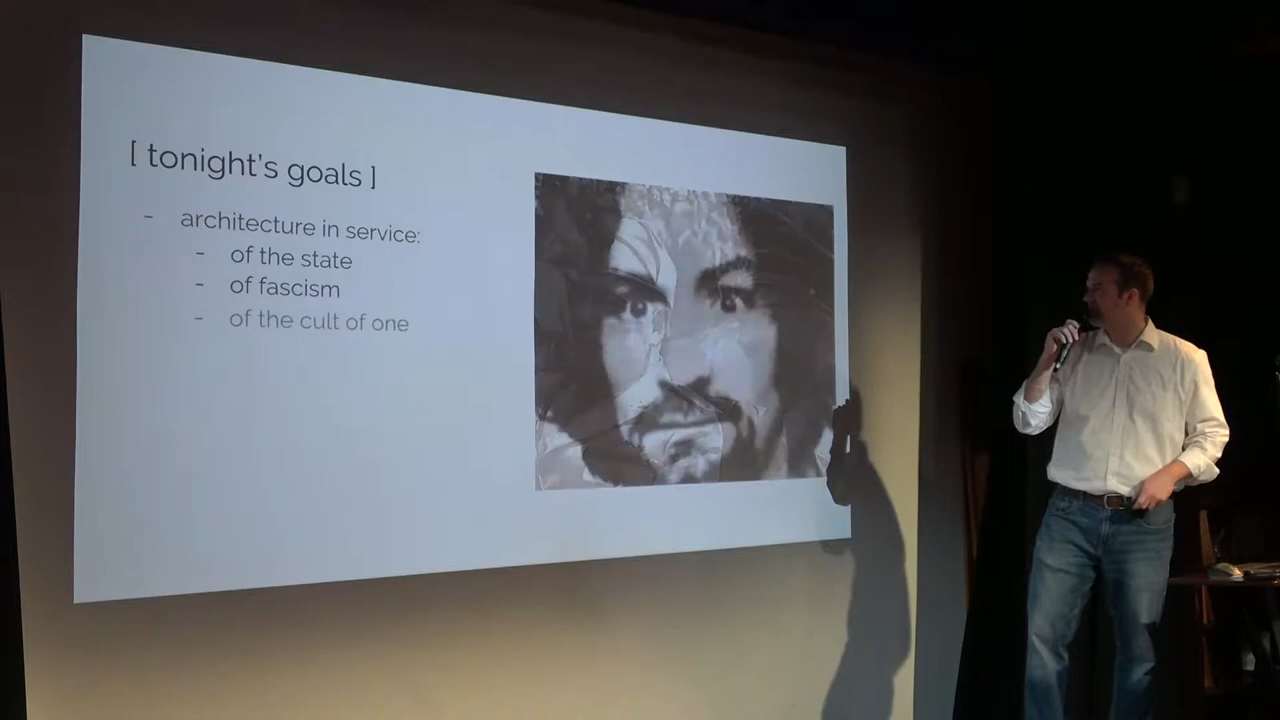 [ tonight's goals ]
- architecture in service:
- of the state
- of fascism
- of the cult of one